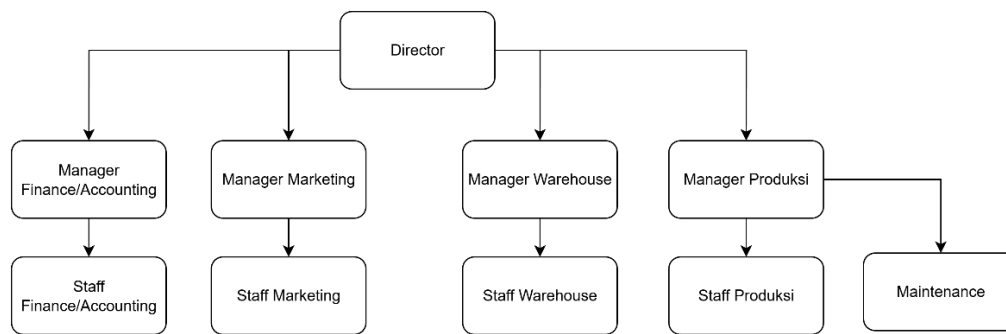 Director
Manager
Finance/Accounting
Manager Marketing
Manager Warehouse
Manager Produksi
Staff
Finance/Accounting
Staff Marketing
Staff Warehouse
Staff Produksi
Maintenance